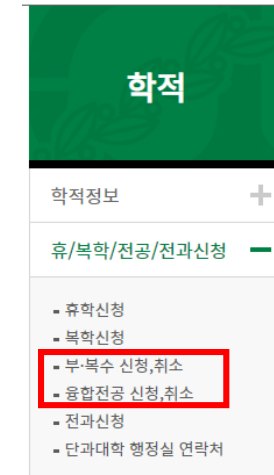 학적
학적정보
휴/복학/전공/전과신청
휴학신청
복학신청
부·복수 신청,취소
융합전공 신청,취소
전과신청
단과대학 행정실 연락처